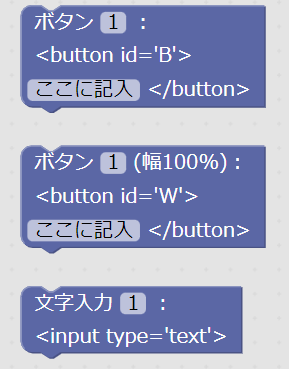 ボタン 1 :
<button id='B'>
ここに記入 </button>
ボタン 1 (幅100%) :
<button id='W'>
ここに記入 </button>
文字入力 1 :
<input type='text'>